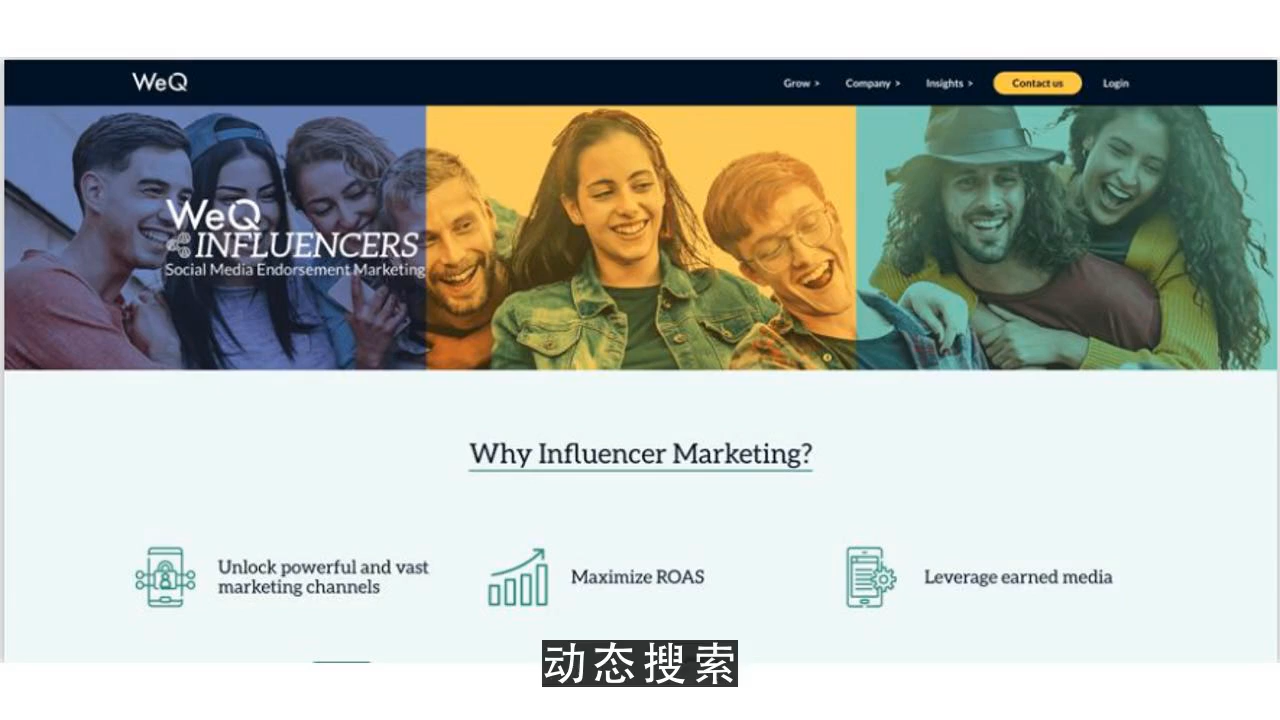 WeQ
Grow >
Company >
Insights >
Contact us
Login
WeQ
INFLUENCERS
Social Media Endorsement Marketing
Why Influencer Marketing?
Unlock powerful and vast
marketing channels
Maximize ROAS
Leverage earned media
动态搜索